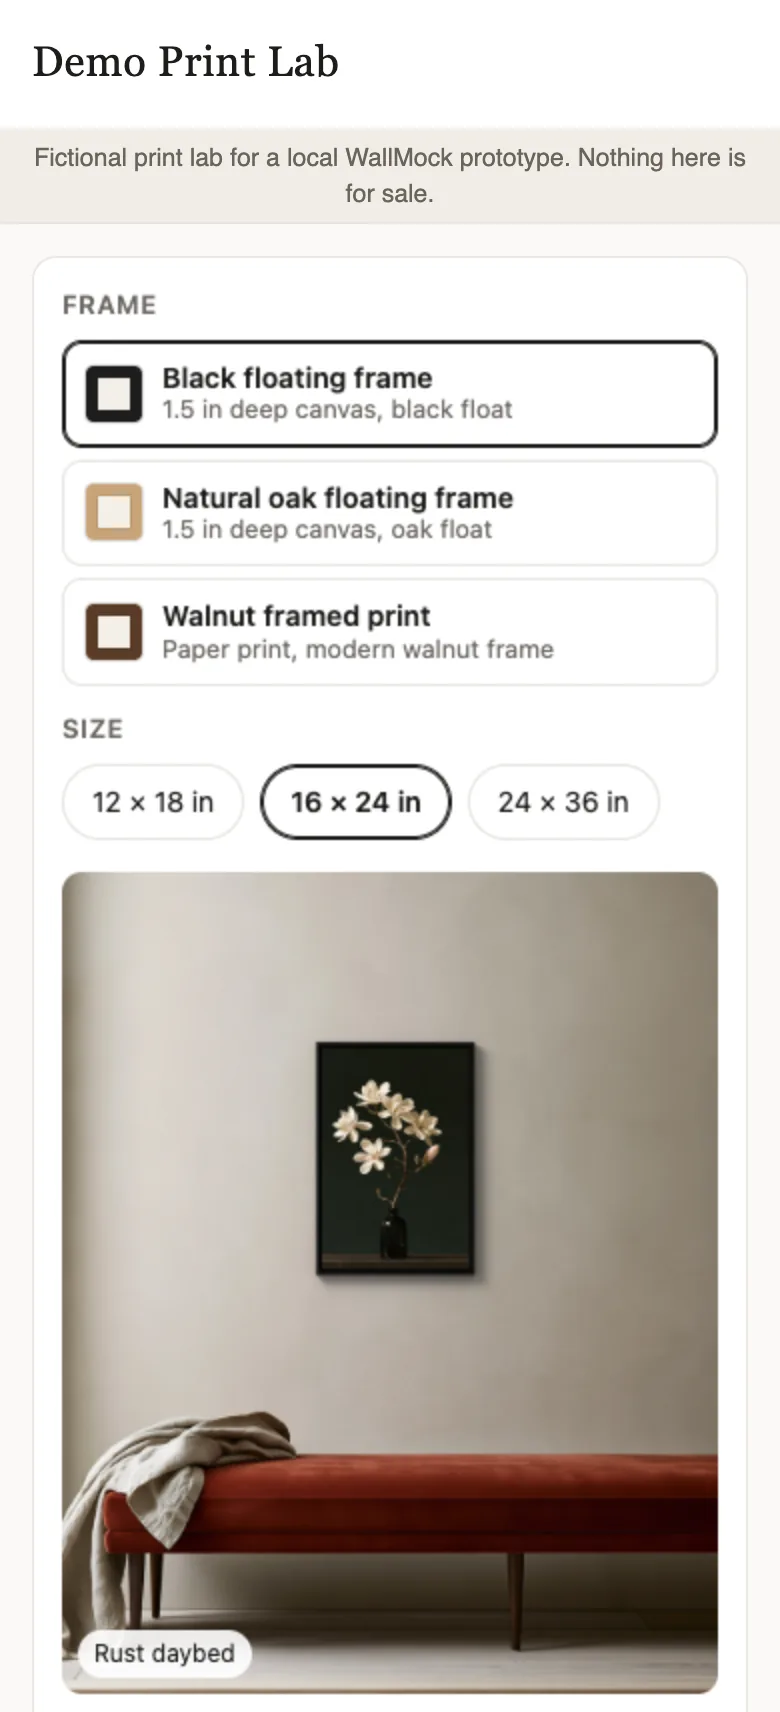 Demo Print Lab
Fictional print lab for a local WallMock prototype. Nothing here is
for sale.
FRAME
Black floating frame
1.5 in deep canvas, black float
Natural oak floating frame
1.5 in deep canvas, oak float
Walnut framed print
Paper print, modern walnut frame
SIZE
12 × 18 in
16 × 24 in
24 × 36 in
Rust daybed